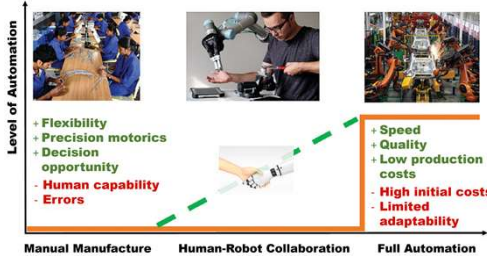 Level of Automation
+ Flexibility
+ Precision motorics
+ Decision
opportunity
- Human capability
- Errors
+ Speed
+ Quality
+ Low production
costs
- High initial costs
- Limited
adaptability
Manual Manufacture
Human-Robot Collaboration
Full Automation